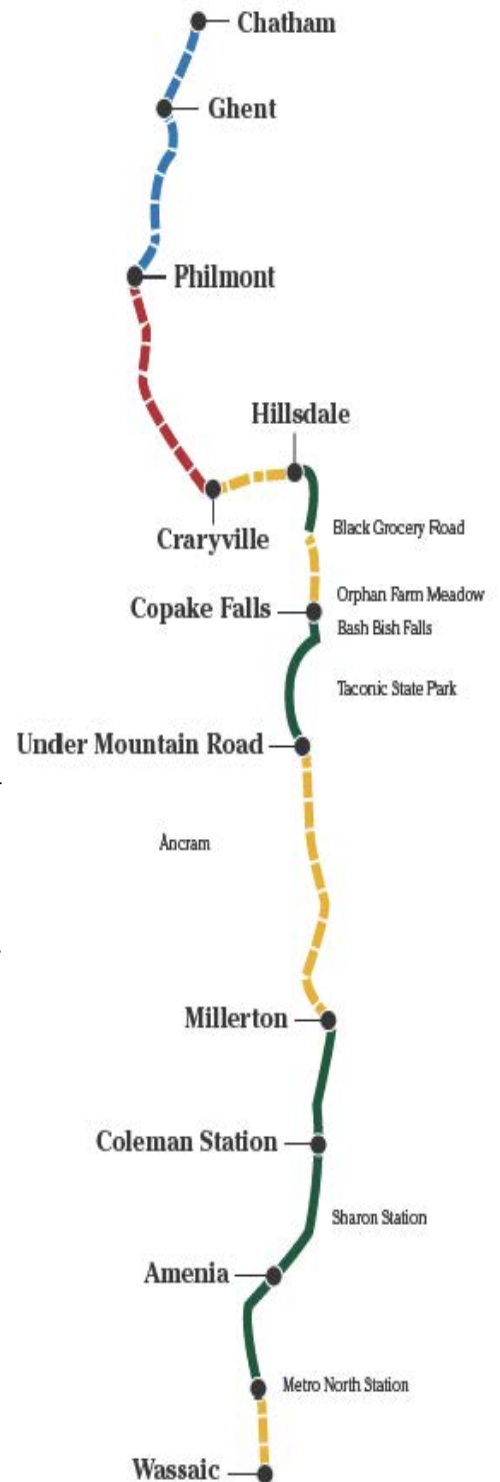 Chatham
Ghent
Philmont
Hillsdale
Craryville
Black Grocery Road
Orphan Farm Meadow
Copake Falls
Bash Bish Falls
Taconic State Park
Under Mountain Road
Ancram
Millerton
Coleman Station
Sharon Station
Amenia
Metro North Station
Wassaic